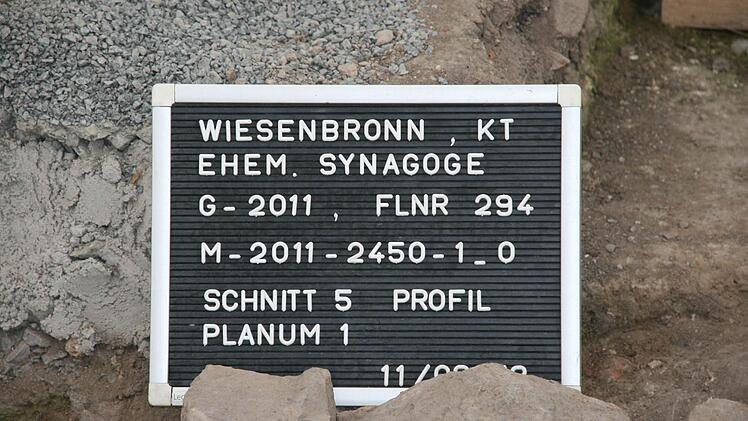 WIESENBRONN , KT
EHEM. SYNAGOGE
G-2011 , FLNR 294
M-2011-2450-1_0
SCHNITT 5 PROFIL
PLANUM 1